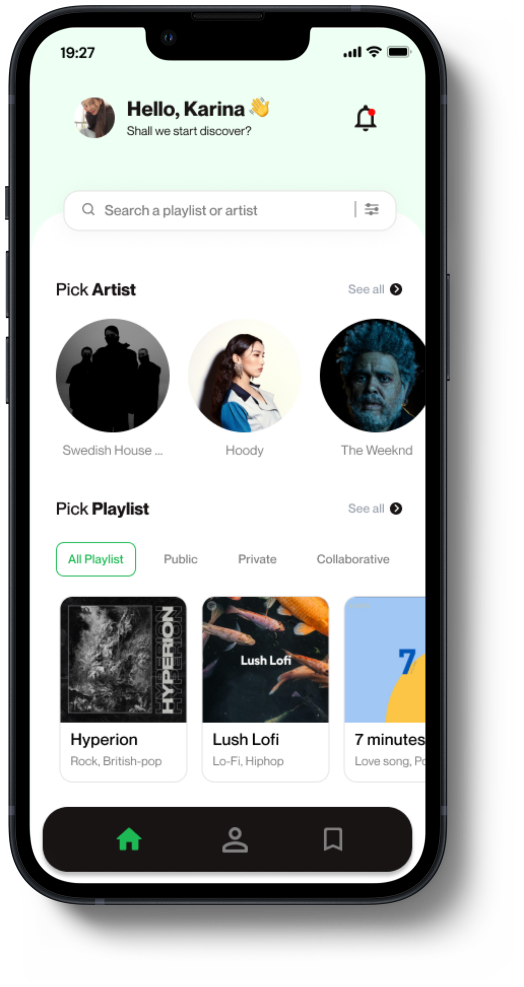 19:27
Hello, Karina 👋
Shall we start discover?
Search a playlist or artist
Pick Artist
See all
Swedish House ...
Hoody
The Weeknd
Pick Playlist
See all
All Playlist
Public
Private
Collaborative
HYPERION
Lush Lofi
7
Hyperion
Lush Lofi
7 minutes
Rock, British-pop
Lo-Fi, Hiphop
Love song, Po